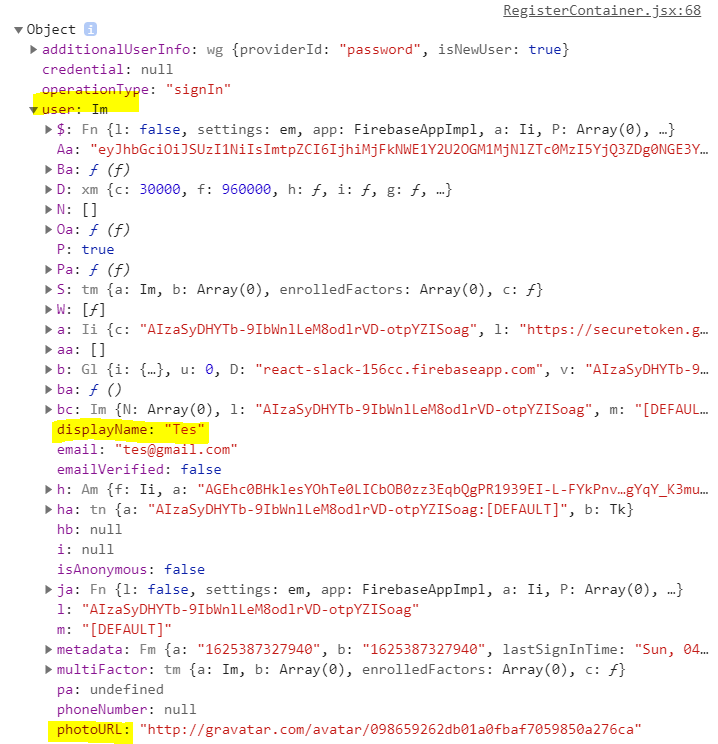 RegisterContainer.jsx:68
▼Object i
▶additionalUserInfo: wg {providerId: "password", isNewUser: true}
credential: null
operationType: "signIn"
▼user: Im
▶$: Fn {l: false, settings: em, app: FirebaseAppImpl, a: Ii, P: Array(0), …}
Aa: "eyJhbGciOiJSUzI1NiIsImtpZCI6IjhiMjFkNWE1Y2U2OGM1MjNlZTc0MzI5YjQ3ZDg0NGE3Y…
▶Ba: ƒ (ƒ)
▶D: xm {c: 30000, f: 960000, h: ƒ, i: ƒ, g: ƒ, …}
▶N: []
▶Oa: ƒ (ƒ)
P: true
▶Pa: ƒ (ƒ)
▶S: tm {a: Im, b: Array(0), enrolledFactors: Array(0), c: ƒ}
▶W: [ƒ]
▶a: Ii {c: "AIzaSyDHYTb-9IbWnlLeM8odlrVD-otpYZISoag", l: "https://securetoken.g…
▶aa: []
▶b: Gl {i: {…}, u: 0, D: "react-slack-156cc.firebaseapp.com", v: "AIzaSyDHYTb-9…
▶ba: ƒ ()
▶bc: Im {N: Array(0), l: "AIzaSyDHYTb-9IbWnlLeM8odlrVD-otpYZISoag", m: "[DEFAUL…
displayName: "Tes"
email: "tes@gmail.com"
emailVerified: false
▶h: Am {f: Ii, a: "AGEhc0BHklesYOhTe0LICbOB0zz3EqbQgPR1939EI-L-FYkPnv…gYqY_K3mu…
▶ha: tn {a: "AIzaSyDHYTb-9IbWnlLeM8odlrVD-otpYZISoag:[DEFAULT]", b: Tk}
hb: null
i: null
isAnonymous: false
▶ja: Fn {l: false, settings: em, app: FirebaseAppImpl, a: Ii, P: Array(0), …}
l: "AIzaSyDHYTb-9IbWnlLeM8odlrVD-otpYZISoag"
m: "[DEFAULT]"
▶metadata: Fm {a: "1625387327940", b: "1625387327940", lastSignInTime: "Sun, 04…
▶multiFactor: tm {a: Im, b: Array(0), enrolledFactors: Array(0), c: ƒ}
pa: undefined
phoneNumber: null
photoURL: "http://gravatar.com/avatar/098659262db01a0fbaf7059850a276ca"